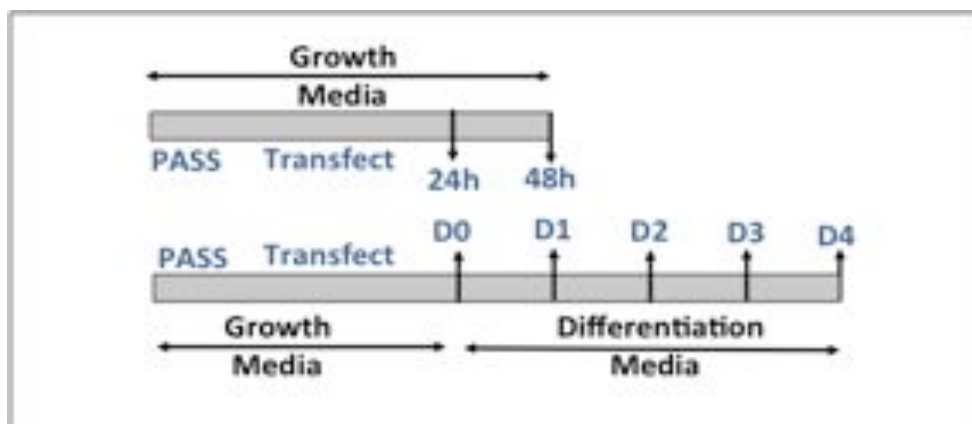 Growth
Media
PASS Transfect
24h 48h
D0 D1 D2 D3 D4
PASS Transfect
Growth Differentiation
Media Media